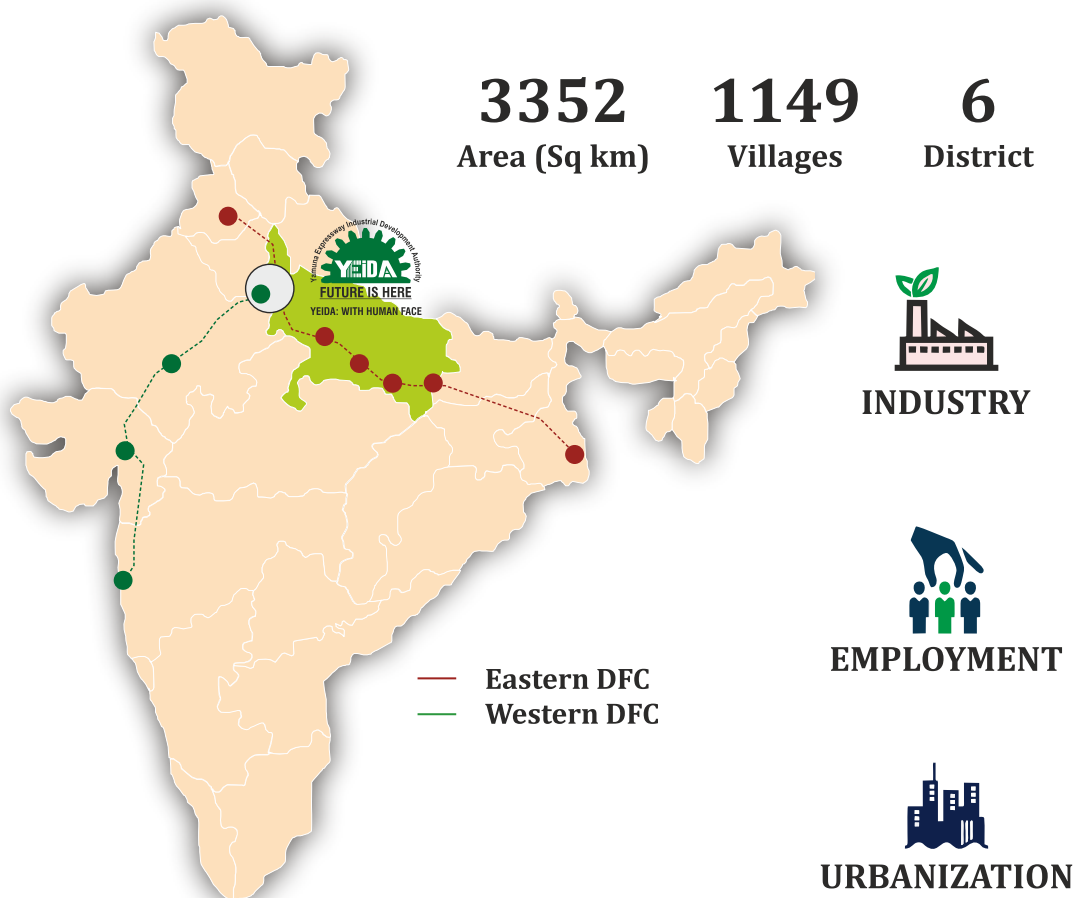 3352
Area (Sq km)
1149
Villages
6
District
Yamuna Expressway Industrial Development Authority
YEIDA
FUTURE IS HERE
YEIDA: WITH HUMAN FACE
INDUSTRY
EMPLOYMENT
Eastern DFC
Western DFC
URBANIZATION